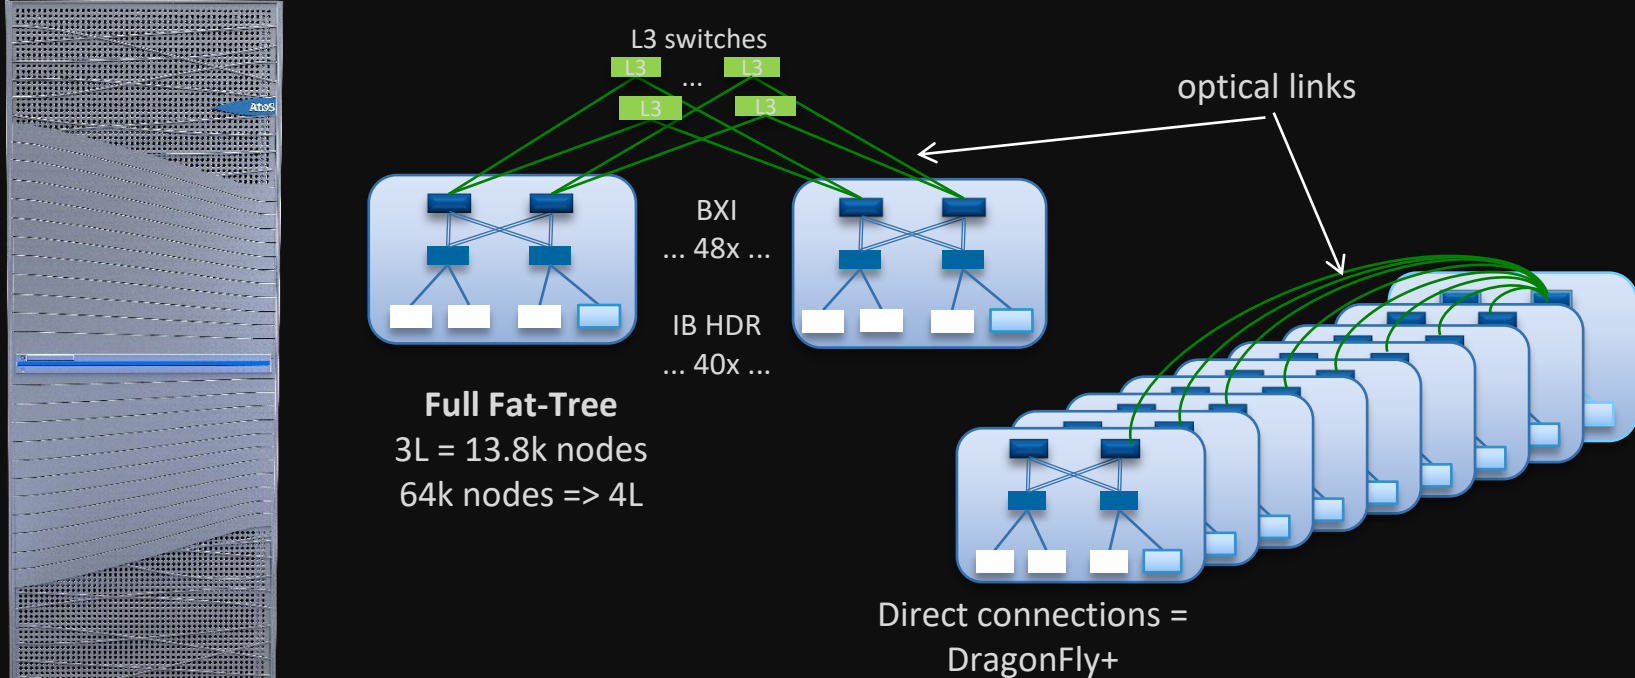 Atos
L3 switches
L3
...
L3
L3
L3
optical links
BXI
... 48x ...
IB HDR
... 40x ...
Full Fat-Tree
3L = 13.8k nodes
64k nodes => 4L
Direct connections =
DragonFly+